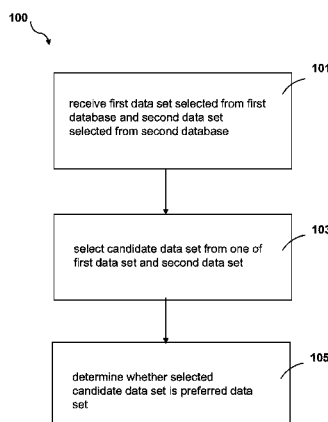 100
101
receive first data set selected from first
database and second data set
selected from second database
103
select candidate data set from one of
first data set and second data set
105
determine whether selected
candidate data set is preferred data
set